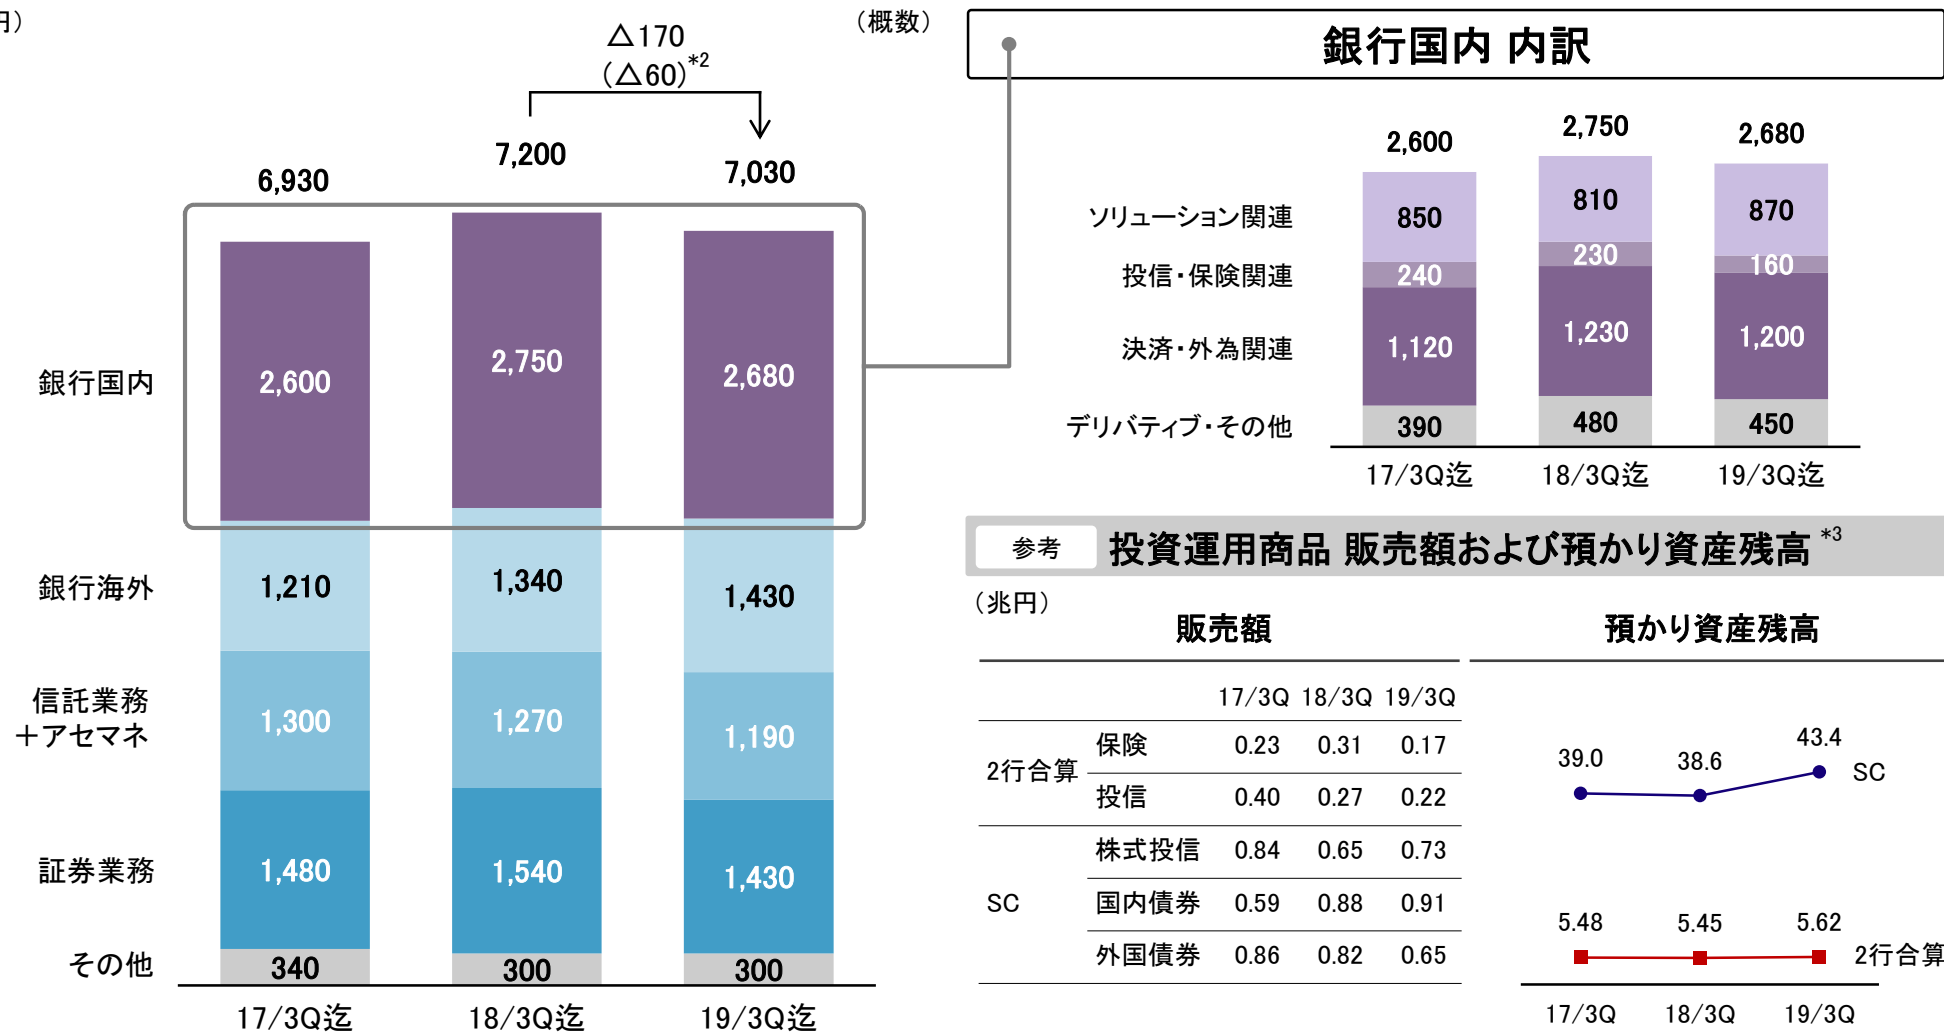 円）
（概数）
△170
(△60)*2
6,930
7,200
7,030
銀行国内
2,600
2,750
2,680
銀行海外
1,210
1,340
1,430
信託業務
＋アセマネ
1,300
1,270
1,190
証券業務
1,480
1,540
1,430
その他
340
300
300
17/3Q迄
18/3Q迄
19/3Q迄
銀行国内 内訳
2,600
2,750
2,680
ソリューション関連
850
810
870
投信・保険関連
240
230
160
決済・外為関連
1,120
1,230
1,200
デリバティブ・その他
390
480
450
17/3Q迄
18/3Q迄
19/3Q迄
参考
投資運用商品 販売額および預かり資産残高 *3
（兆円）
販売額
17/3Q 18/3Q 19/3Q
2行合算
保険 0.23 0.31 0.17
投信 0.40 0.27 0.22
SC
株式投信 0.84 0.65 0.73
国内債券 0.59 0.88 0.91
外国債券 0.86 0.82 0.65
預かり資産残高
39.0
38.6
43.4
SC
5.48
5.45
5.62
2行合算
17/3Q
18/3Q
19/3Q